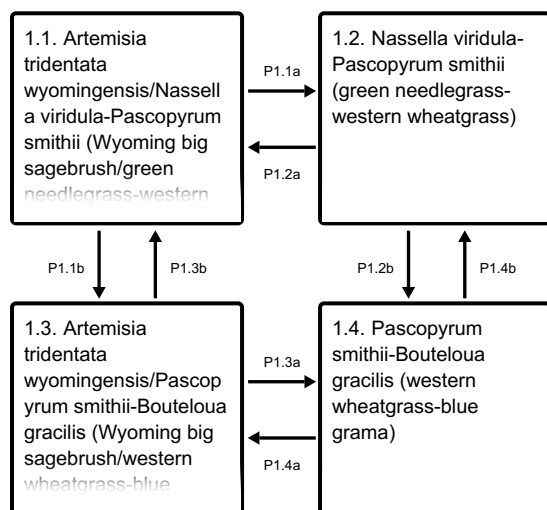 1.1. Artemisia
tridentata
wyomingensis/Nassell
a viridula-Pascopyrum
smithii (Wyoming big
sagebrush/green
needlegrass-western
P1.1a
P1.2a
1.2. Nassella viridula-
Pascopyrum smithii
(green needlegrass-
western wheatgrass)
P1.1b
P1.3b
P1.2b
P1.4b
1.3. Artemisia
tridentata
wyomingensis/Pascop
yrum smithii-Bouteloua
gracilis (Wyoming big
sagebrush/western
wheatgrass-blue
P1.3a
P1.4a
1.4. Pascopyrum
smithii-Bouteloua
gracilis (western
wheatgrass-blue
grama)